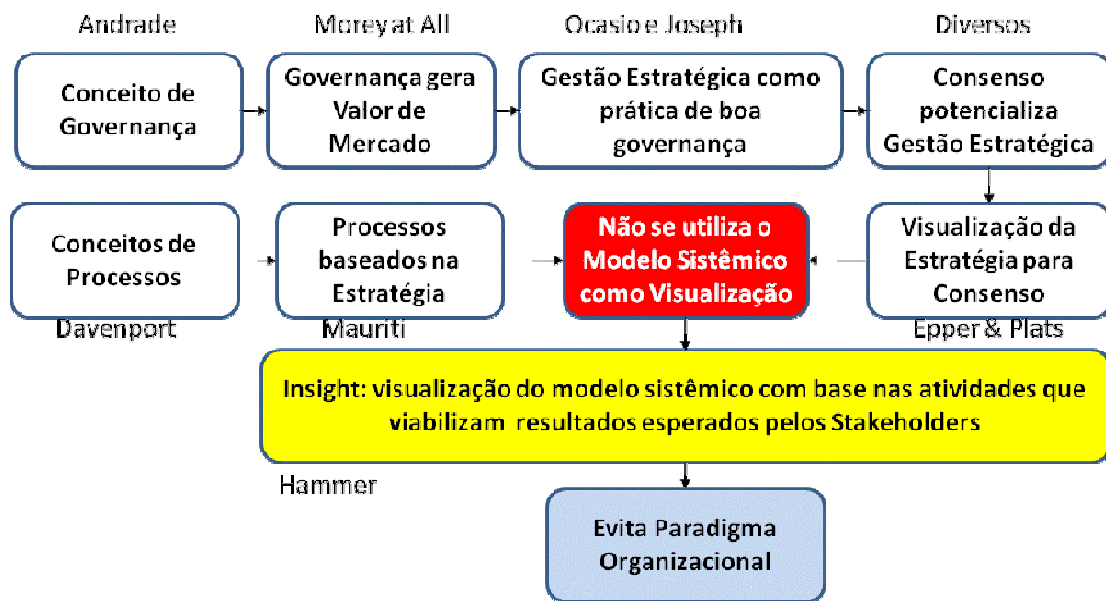 Andrade
Morey at All
Ocasio e Joseph
Diversos
Conceito de
Governança
Governança gera
Valor de
Mercado
Gestão Estratégica como
prática de boa
governança
Consenso
potencializa
Gestão Estratégica
Conceitos de
Processos
Processos
baseados na
Estratégia
Não se utiliza o
Modelo Sistêmico
como Visualização
Visualização da
Estratégia para
Consenso
Davenport
Mauriti
Epper & Plats
Insight: visualização do modelo sistêmico com base nas atividades que
viabilizam resultados esperados pelos Stakeholders
Hammer
Evita Paradigma
Organizacional